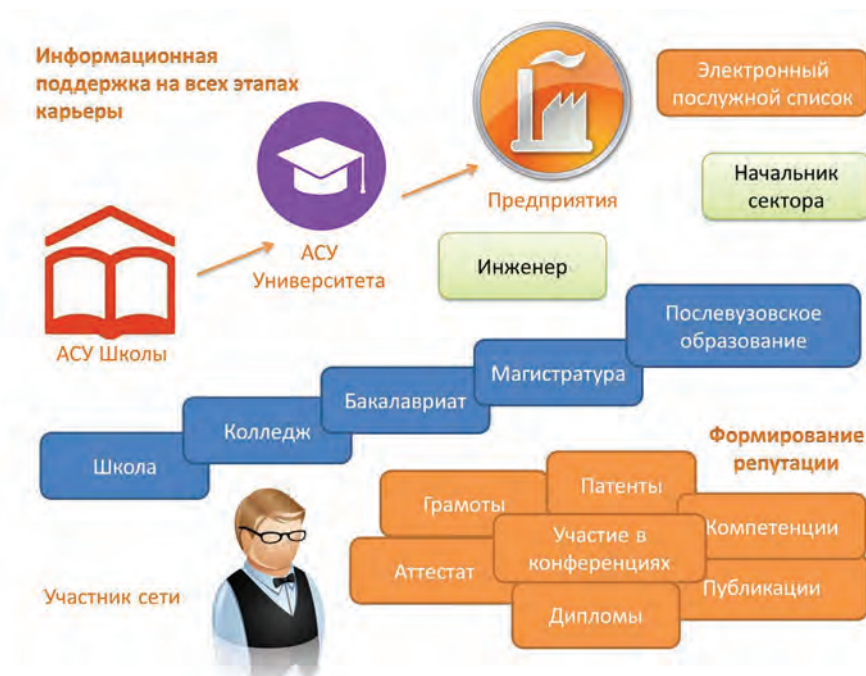 Информационная
поддержка на всех этапах
карьеры
Электронный
послужной список
Предприятия
Начальник
сектора
АСУ
Университета
Инженер
АСУ Школы
Послевузовское
образование
Магистратура
Бакалавриат
Колледж
Школа
Формирование
репутации
Патенты
Грамоты
Компетенции
Участие в
конференциях
Аттестат
Публикации
Дипломы
Участник сети